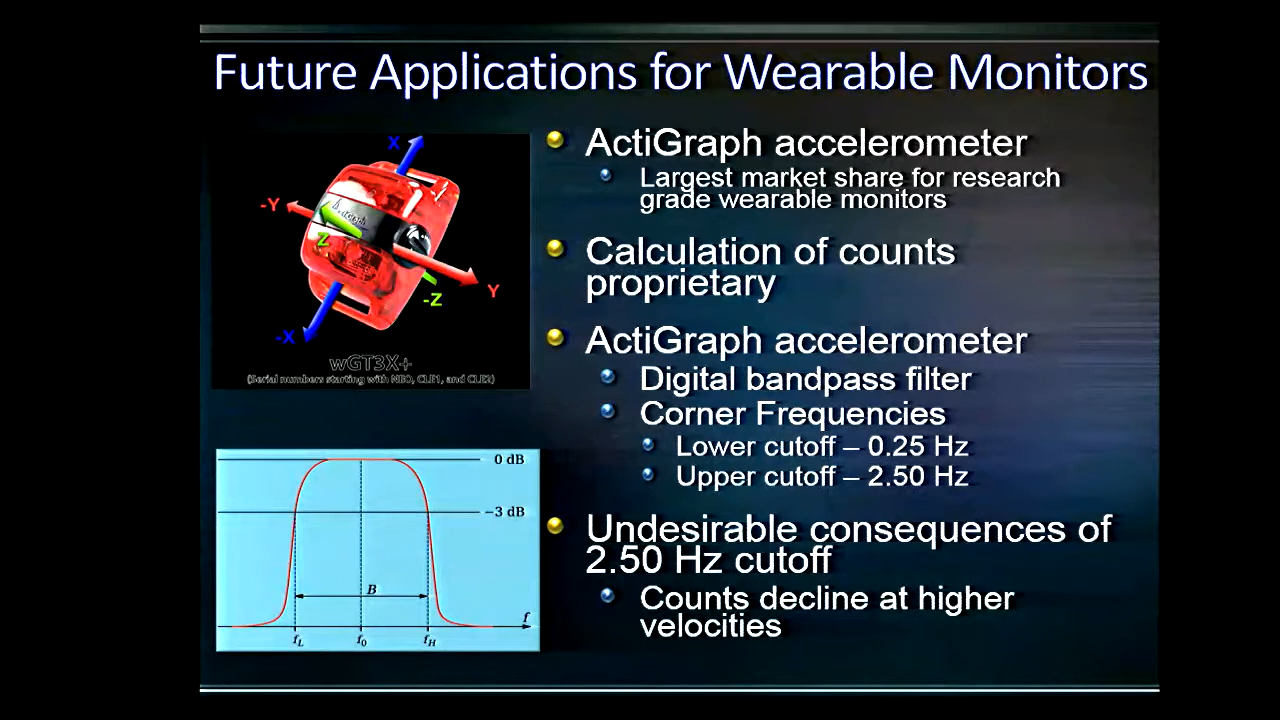 Future Applications for Wearable Monitors
X
-Y
Z
Y
-Z
-X
wGT3X+
(Serial numbers starting with NEO, CLE1, and CLE2)
ActiGraph accelerometer
Largest market share for research
grade wearable monitors
Calculation of counts
proprietary
ActiGraph accelerometer
Digital bandpass filter
Corner Frequencies
Lower cutoff – 0.25 Hz
Upper cutoff – 2.50 Hz
Undesirable consequences of
2.50 Hz cutoff
Counts decline at higher
velocities
0 dB
−3 dB
B
f
fL
f0
fH